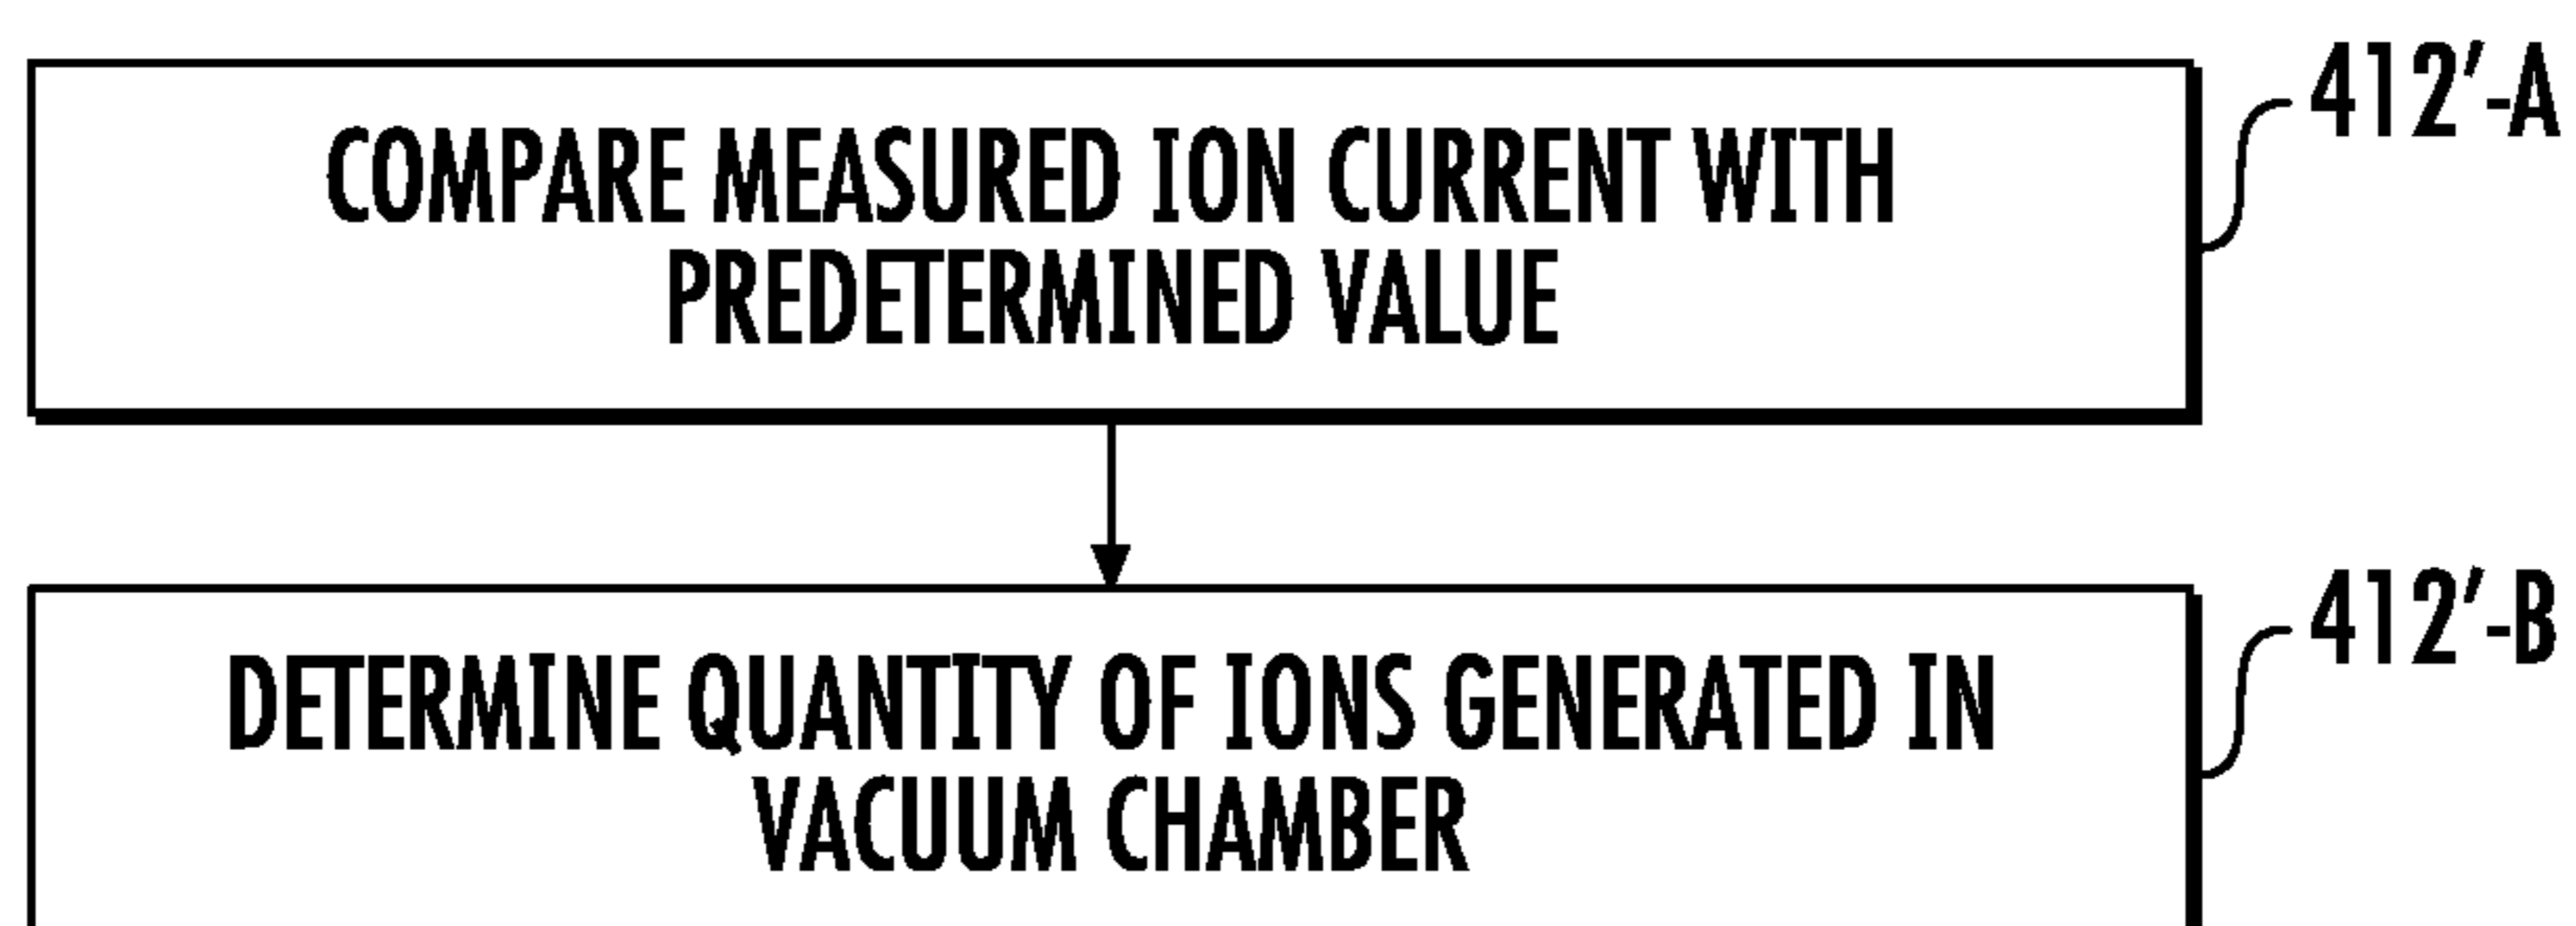 412'-A
COMPARE MEASURED ION CURRENT WITH
PREDETERMINED VALUE
412'-B
DETERMINE QUANTITY OF IONS GENERATED IN
VACUUM CHAMBER